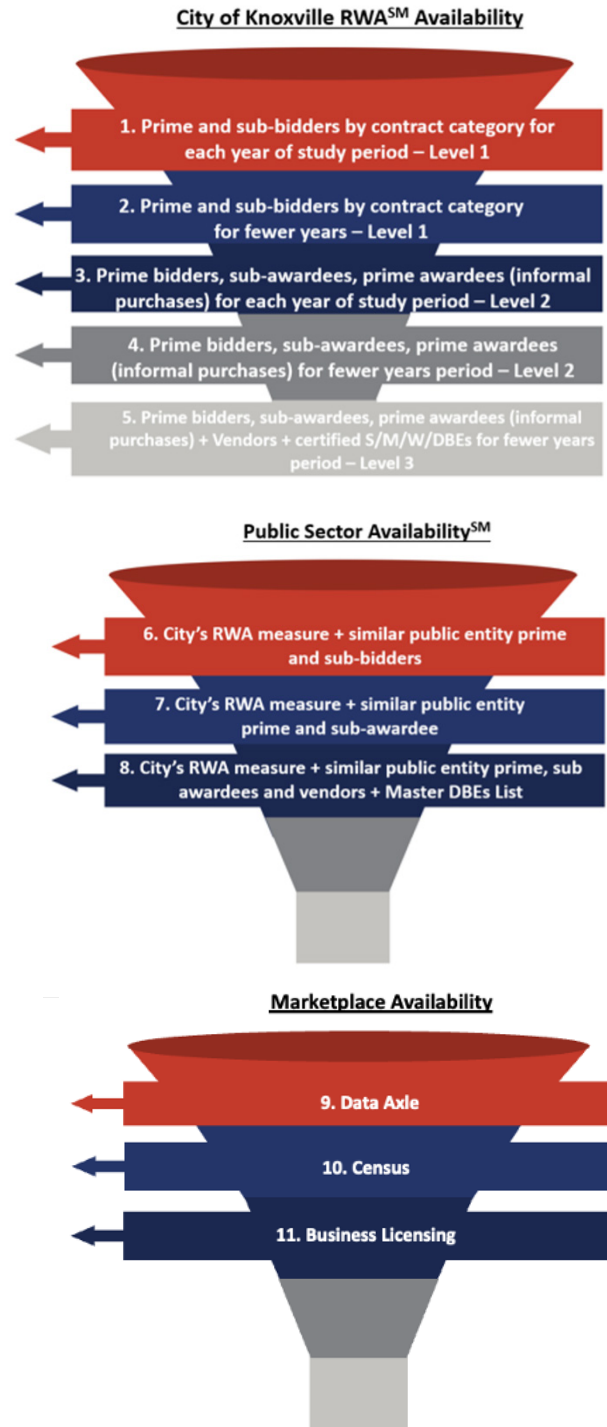 City of Knoxville RWA^SM Availability
1. Prime and sub-bidders by contract category for
each year of study period – Level 1
2. Prime and sub-bidders by contract category
for fewer years – Level 1
3. Prime bidders, sub-awardees, prime awardees (informal
purchases) for each year of study period – Level 2
4. Prime bidders, sub-awardees, prime awardees
(informal purchases) for fewer years period – Level 2
5. Prime bidders, sub-awardees, prime awardees (informal
purchases) + Vendors + certified S/M/W/DBEs for fewer years
period – Level 3
Public Sector Availability^SM
6. City's RWA measure + similar public entity prime
and sub-bidders
7. City's RWA measure + similar public entity
prime and sub-awardee
8. City's RWA measure + similar public entity prime, sub
awardees and vendors + Master DBEs List
Marketplace Availability
9. Data Axle
10. Census
11. Business Licensing